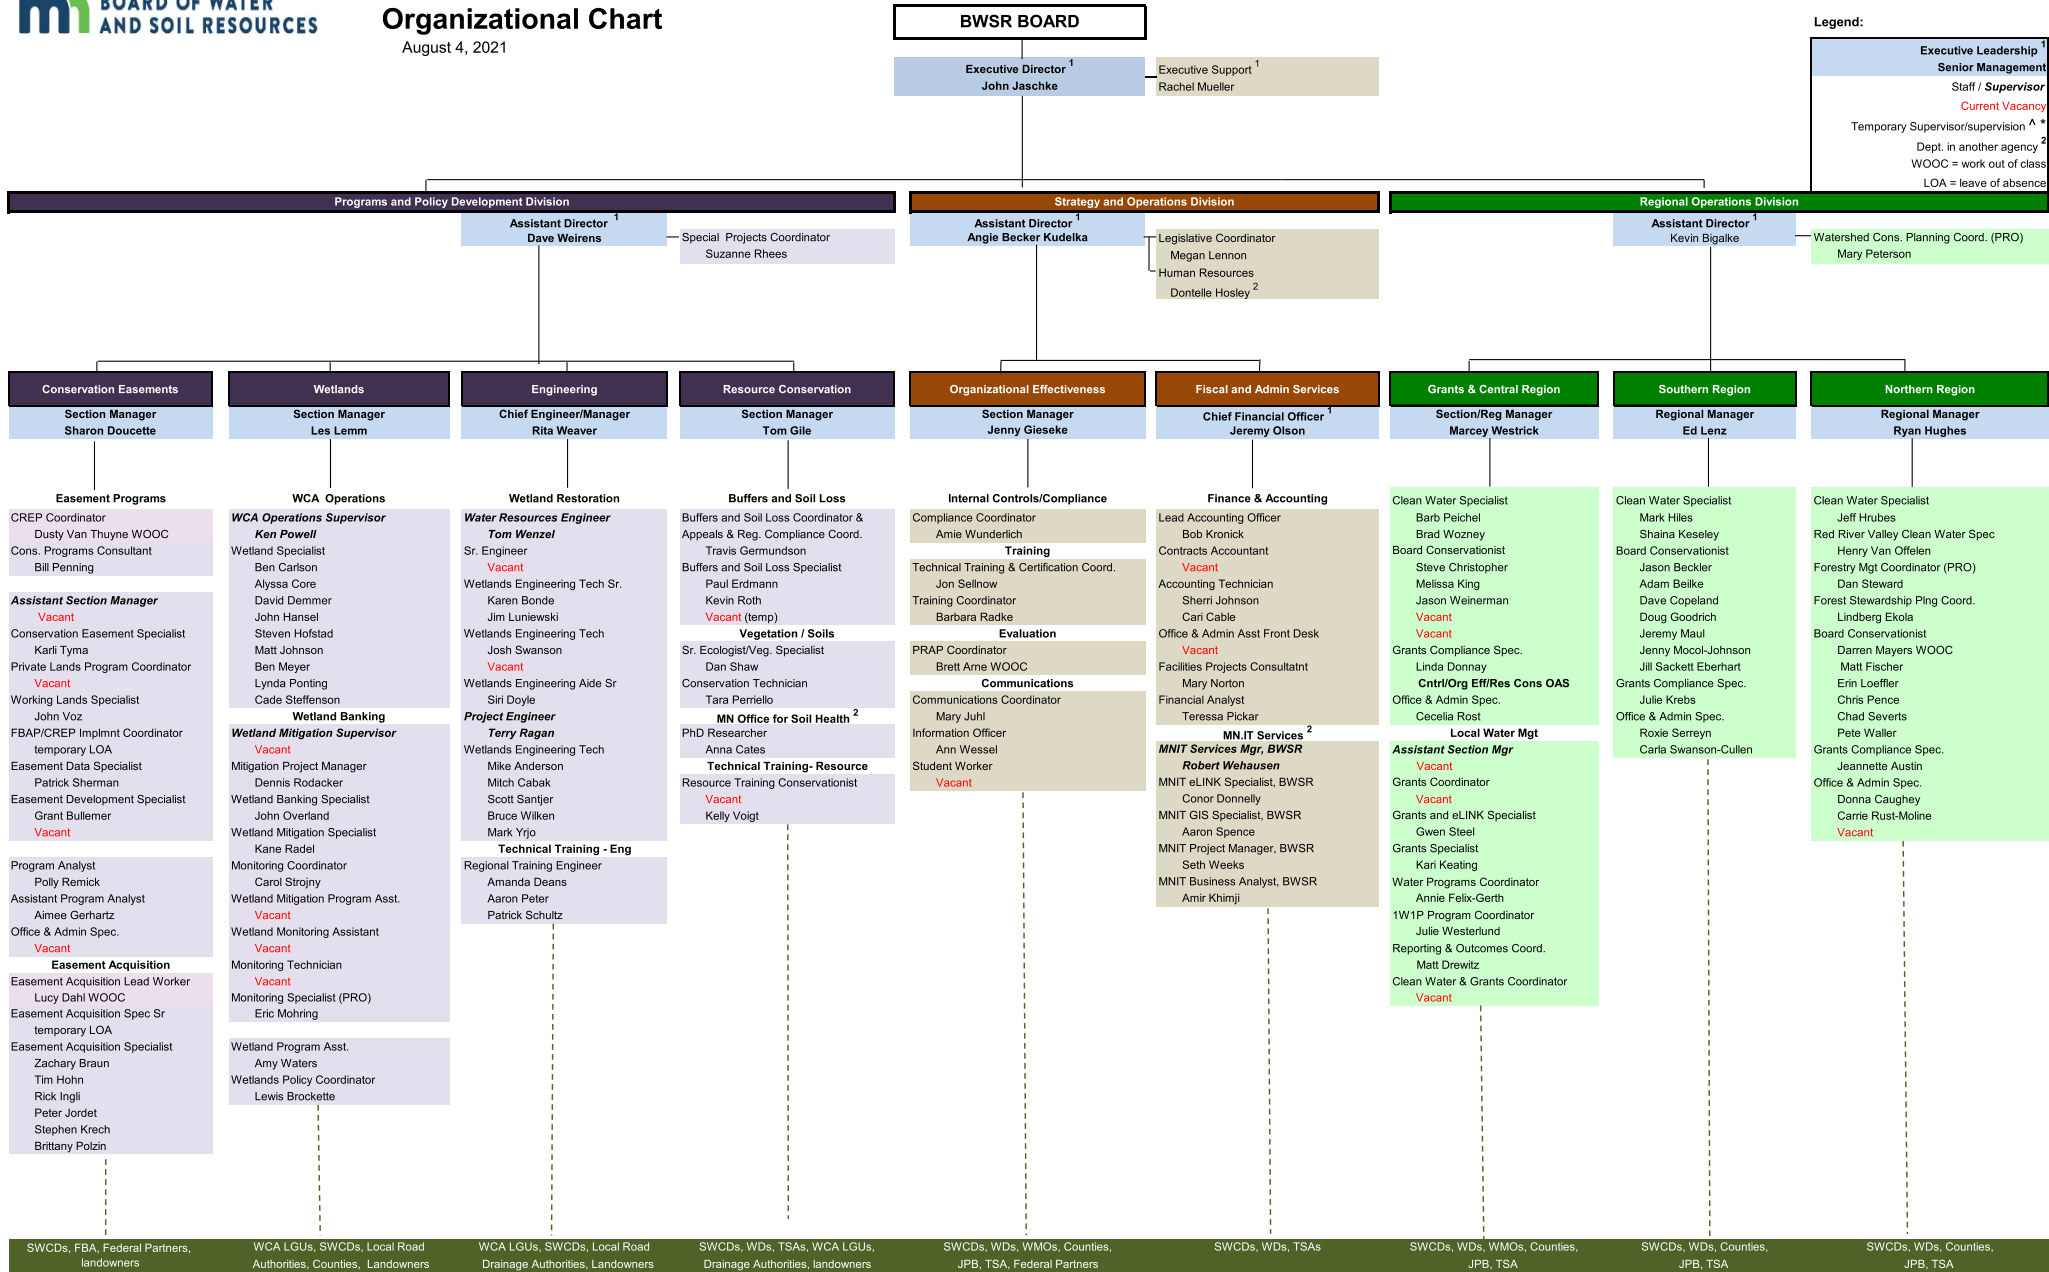 BOARD OF WATER
AND SOIL RESOURCES
Organizational Chart
August 4, 2021
BWSR BOARD
Executive Director 1
John Jaschke
Executive Support 1
Rachel Mueller
Legend:
Executive Leadership 1
Senior Management
Staff / Supervisor
Current Vacancy
Temporary Supervisor/supervision ^ *
Dept. in another agency 2
WOOC = work out of class
LOA = leave of absence
Programs and Policy Development Division
Assistant Director 1
Dave Weirens
Special Projects Coordinator
Suzanne Rhees
Strategy and Operations Division
Assistant Director 1
Angie Becker Kudelka
Legislative Coordinator
Megan Lennon
Human Resources
Dontelle Hosley 2
Regional Operations Division
Assistant Director 1
Kevin Bigalke
Watershed Cons. Planning Coord. (PRO)
Mary Peterson
Conservation Easements
Section Manager
Sharon Doucette
Easement Programs
CREP Coordinator
Dusty Van Thuyne WOOC
Cons. Programs Consultant
Bill Penning
Assistant Section Manager
Vacant
Conservation Easement Specialist
Karli Tyma
Private Lands Program Coordinator
Vacant
Working Lands Specialist
John Voz
FBAP/CREP Implmnt Coordinator
temporary LOA
Easement Data Specialist
Patrick Sherman
Easement Development Specialist
Grant Bullemer
Vacant
Program Analyst
Polly Remick
Assistant Program Analyst
Aimee Gerhartz
Office & Admin Spec.
Vacant
Easement Acquisition
Easement Acquisition Lead Worker
Lucy Dahl WOOC
Easement Acquisition Spec Sr
temporary LOA
Easement Acquisition Specialist
Zachary Braun
Tim Hohn
Rick Ingli
Peter Jordet
Stephen Krech
Brittany Polzin
SWCDs, FBA, Federal Partners,
landowners
Wetlands
Section Manager
Les Lemm
WCA Operations
WCA Operations Supervisor
Ken Powell
Wetland Specialist
Ben Carlson
Alyssa Core
David Demmer
John Hansel
Steven Hofstad
Matt Johnson
Ben Meyer
Lynda Ponting
Cade Steffenson
Wetland Banking
Wetland Mitigation Supervisor
Vacant
Mitigation Project Manager
Dennis Rodacker
Wetland Banking Specialist
John Overland
Wetland Mitigation Specialist
Kane Radel
Monitoring Coordinator
Carol Strojny
Wetland Mitigation Program Asst.
Vacant
Wetland Monitoring Assistant
Vacant
Monitoring Technician
Vacant
Monitoring Specialist (PRO)
Eric Mohring
Wetland Program Asst.
Amy Waters
Wetlands Policy Coordinator
Lewis Brockette
WCA LGUs, SWCDs, Local Road
Authorities, Counties, Landowners
Engineering
Chief Engineer/Manager
Rita Weaver
Wetland Restoration
Water Resources Engineer
Tom Wenzel
Sr. Engineer
Vacant
Wetlands Engineering Tech Sr.
Karen Bonde
Jim Luniewski
Wetlands Engineering Tech
Josh Swanson
Vacant
Wetlands Engineering Aide Sr
Siri Doyle
Project Engineer
Terry Ragan
Wetlands Engineering Tech
Mike Anderson
Mitch Cabak
Scott Santjer
Bruce Wilken
Mark Yrjo
Technical Training - Eng
Regional Training Engineer
Amanda Deans
Aaron Peter
Patrick Schultz
WCA LGUs, SWCDs, Local Road
Drainage Authorities, Landowners
Resource Conservation
Section Manager
Tom Gile
Buffers and Soil Loss
Buffers and Soil Loss Coordinator &
Appeals & Reg. Compliance Coord.
Travis Germundson
Buffers and Soil Loss Specialist
Paul Erdmann
Kevin Roth
Vacant (temp)
Vegetation / Soils
Sr. Ecologist/Veg. Specialist
Dan Shaw
Conservation Technician
Tara Perriello
MN Office for Soil Health 2
PhD Researcher
Anna Cates
Technical Training- Resource
Resource Training Conservationist
Vacant
Kelly Voigt
SWCDs, WDs, TSAs, WCA LGUs,
Drainage Authorities, landowners
Organizational Effectiveness
Section Manager
Jenny Gieseke
Internal Controls/Compliance
Compliance Coordinator
Amie Wunderlich
Training
Technical Training & Certification Coord.
Jon Sellnow
Training Coordinator
Barbara Radke
Evaluation
PRAP Coordinator
Brett Arne WOOC
Communications
Communications Coordinator
Mary Juhl
Information Officer
Ann Wessel
Student Worker
Vacant
SWCDs, WDs, WMOs, Counties,
JPB, TSA, Federal Partners
Fiscal and Admin Services
Chief Financial Officer 1
Jeremy Olson
Finance & Accounting
Lead Accounting Officer
Bob Kronick
Contracts Accountant
Vacant
Accounting Technician
Sherri Johnson
Cari Cable
Office & Admin Asst Front Desk
Vacant
Facilities Projects Consultatnt
Mary Norton
Financial Analyst
Teressa Pickar
MN.IT Services 2
MNIT Services Mgr, BWSR
Robert Wehausen
MNIT eLINK Specialist, BWSR
Conor Donnelly
MNIT GIS Specialist, BWSR
Aaron Spence
MNIT Project Manager, BWSR
Seth Weeks
MNIT Business Analyst, BWSR
Amir Khimji
SWCDs, WDs, TSAs
Grants & Central Region
Section/Reg Manager
Marcey Westrick
Clean Water Specialist
Barb Peichel
Brad Wozney
Board Conservationist
Steve Christopher
Melissa King
Jason Weinerman
Vacant
Vacant
Grants Compliance Spec.
Linda Donnay
Cntrl/Org Eff/Res Cons OAS
Office & Admin Spec.
Cecelia Rost
Local Water Mgt
Assistant Section Mgr
Vacant
Grants Coordinator
Vacant
Grants and eLINK Specialist
Gwen Steel
Grants Specialist
Kari Keating
Water Programs Coordinator
Annie Felix-Gerth
1W1P Program Coordinator
Julie Westerlund
Reporting & Outcomes Coord.
Matt Drewitz
Clean Water & Grants Coordinator
Vacant
SWCDs, WDs, WMOs, Counties,
JPB, TSA
Southern Region
Regional Manager
Ed Lenz
Clean Water Specialist
Mark Hiles
Shaina Keseley
Board Conservationist
Jason Beckler
Adam Beilke
Dave Copeland
Doug Goodrich
Jeremy Maul
Jenny Mocol-Johnson
Jill Sackett Eberhart
Grants Compliance Spec.
Julie Krebs
Office & Admin Spec.
Roxie Serreyn
Carla Swanson-Cullen
SWCDs, WDs, Counties,
JPB, TSA
Northern Region
Regional Manager
Ryan Hughes
Clean Water Specialist
Jeff Hrubes
Red River Valley Clean Water Spec
Henry Van Offelen
Forestry Mgt Coordinator (PRO)
Dan Steward
Forest Stewardship Plng Coord.
Lindberg Ekola
Board Conservationist
Darren Mayers WOOC
Matt Fischer
Erin Loeffler
Chris Pence
Chad Severts
Pete Waller
Grants Compliance Spec.
Jeannette Austin
Office & Admin Spec.
Donna Caughey
Carrie Rust-Moline
Vacant
SWCDs, WDs, Counties,
JPB, TSA